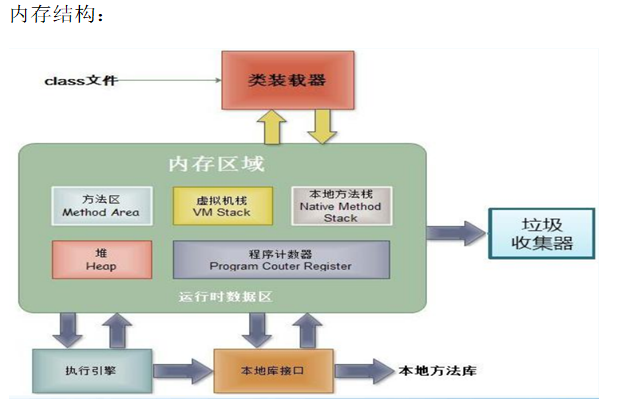 内存结构：
class文件
类装载器
内存区域
方法区
Method Area
虚拟机栈
VM Stack
本地方法栈
Native Method
Stack
堆
Heap
程序计数器
Program Couter Register
运行时数据区
垃圾
收集器
执行引擎
本地库接口
本地方法库